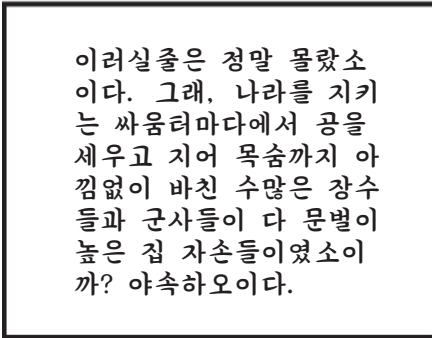 이러실줄은 정말 몰랐소
이다. 그래, 나라를 지키
는 싸움터마다에서 공을
세우고 지어 목숨까지 아
낌없이 바친 수많은 장수
들과 군사들이 다 문벌이
높은 집 자손들이였소이
까? 야속하오이다.